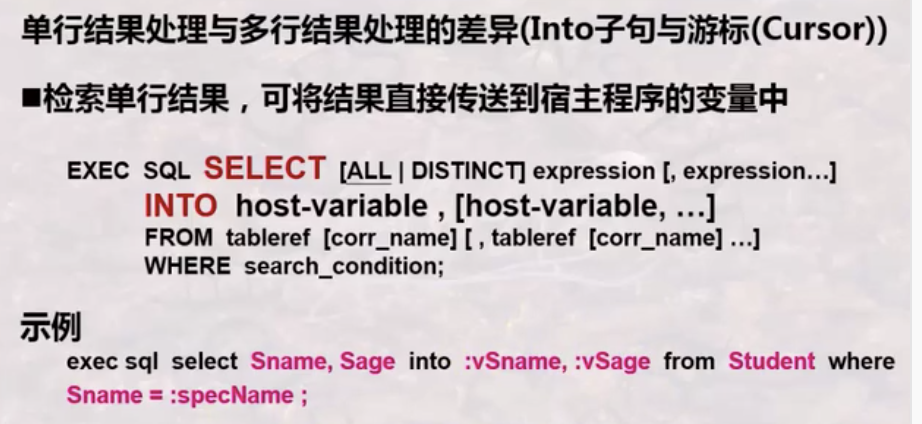 单行结果处理与多行结果处理的差异(Into子句与游标(Cursor))
■检索单行结果，可将结果直接传送到宿主程序的变量中
EXEC SQL SELECT [ALL | DISTINCT] expression [, expression…]
INTO host-variable , [host-variable, …]
FROM tableref [corr_name] [ , tableref [corr_name] …]
WHERE search_condition;
示例
exec sql select Sname, Sage into :vSname, :vSage from Student where
Sname = :specName ;